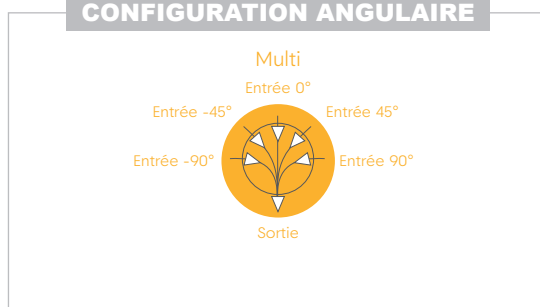 CONFIGURATION ANGULAIRE
Multi
Entrée 0°
Entrée -45° Entrée 45°
Entrée -90° Entrée 90°
Sortie